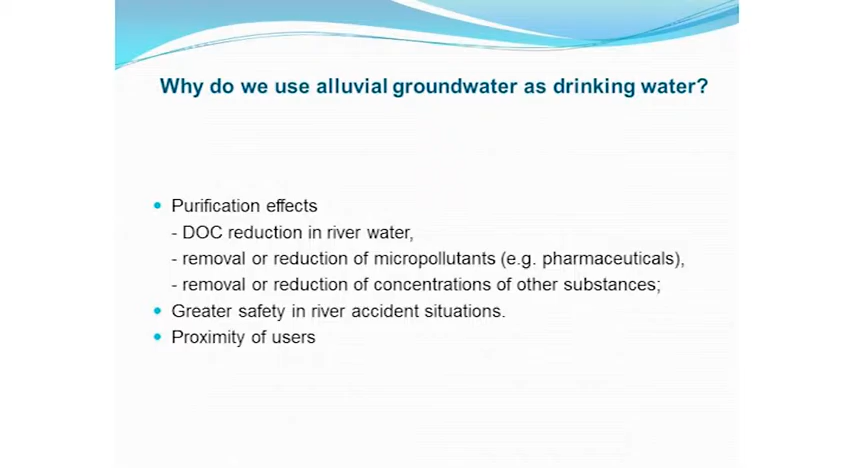 Why do we use alluvial groundwater as drinking water?
• Purification effects
- DOC reduction in river water,
- removal or reduction of micropollutants (e.g. pharmaceuticals),
- removal or reduction of concentrations of other substances;
• Greater safety in river accident situations.
• Proximity of users